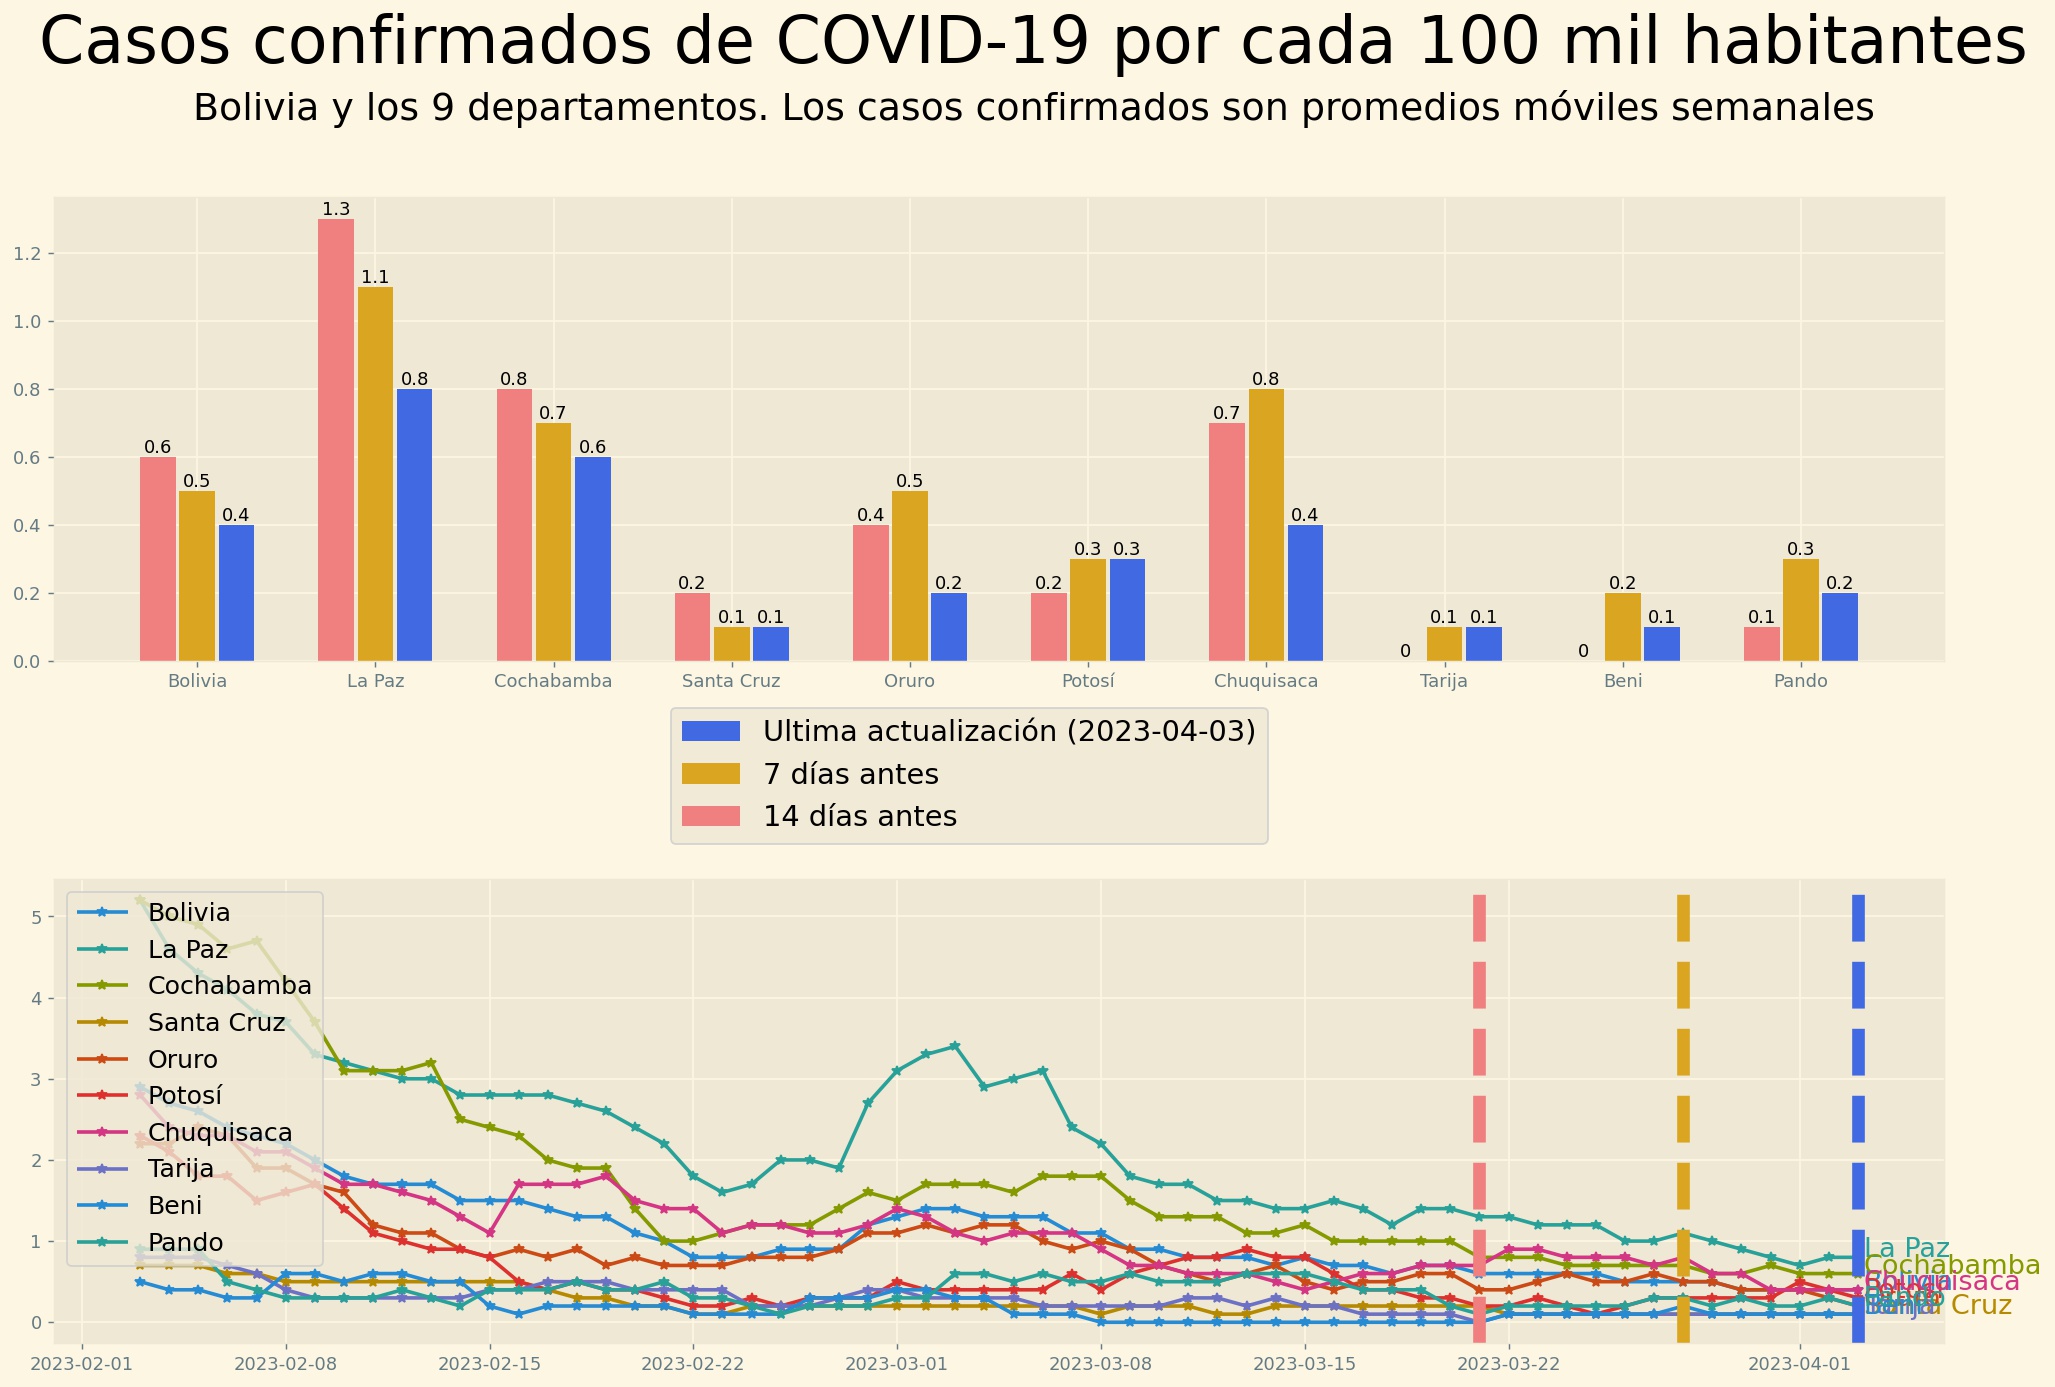 Casos confirmados de COVID-19 por cada 100 mil habitantes
Bolivia y los 9 departamentos. Los casos confirmados son promedios móviles semanales
1.2
1.0
0.8
0.6
0.4
0.2
0.0
0.6 0.5 0.4
1.3 1.1 0.8
0.8 0.7 0.6
0.2 0.1 0.1
0.4 0.5 0.2
0.2 0.3 0.3
0.7 0.8 0.4
0 0.1 0.1
0 0.2 0.1
0.1 0.3 0.2
Bolivia La Paz Cochabamba Santa Cruz Oruro Potosí Chuquisaca Tarija Beni Pando
Ultima actualización (2023-04-03)
7 días antes
14 días antes
5
4
3
2
1
0
Bolivia
La Paz
Cochabamba
Santa Cruz
Oruro
Potosí
Chuquisaca
Tarija
Beni
Pando
La Paz
Cochabamba
Chuquisaca
2023-02-01 2023-02-08 2023-02-15 2023-02-22 2023-03-01 2023-03-08 2023-03-15 2023-03-22 2023-04-01